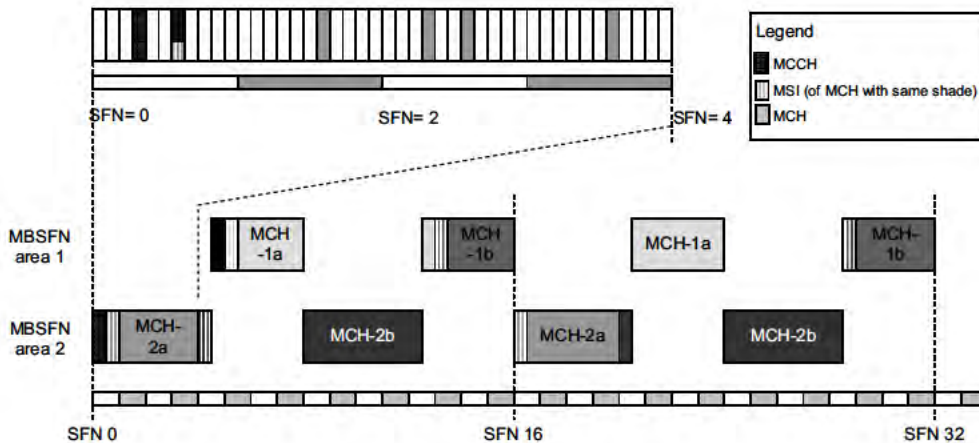 Legend
MCCH
MSI (of MCH with same shade)
MCH
SFN= 0
SFN= 2
SFN= 4
MBSFN
area 1
MCH
-1a
MCH
-1b
MCH-1a
MCH-
1b
MBSFN
area 2
MCH-
2a
MCH-2b
MCH-2a
MCH-2b
SFN 0
SFN 16
SFN 32